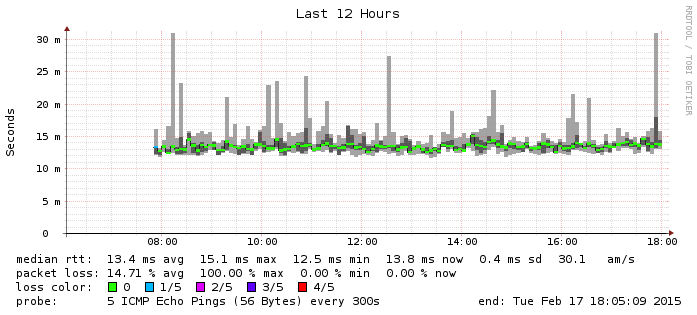 Last 12 Hours
RRDTOOL / TOBI OETIKER
Seconds
30 m
25 m
20 m
15 m
10 m
5 m
0
08:00 10:00 12:00 14:00 16:00 18:00
median rtt: 13.4 ms avg 15.1 ms max 12.5 ms min 13.8 ms now 0.4 ms sd 30.1 am/s
packet loss: 14.71 % avg 100.00 % max 0.00 % min 0.00 % now
loss color: 0 1/5 2/5 3/5 4/5
probe: 5 ICMP Echo Pings (56 Bytes) every 300s end: Tue Feb 17 18:05:09 2015